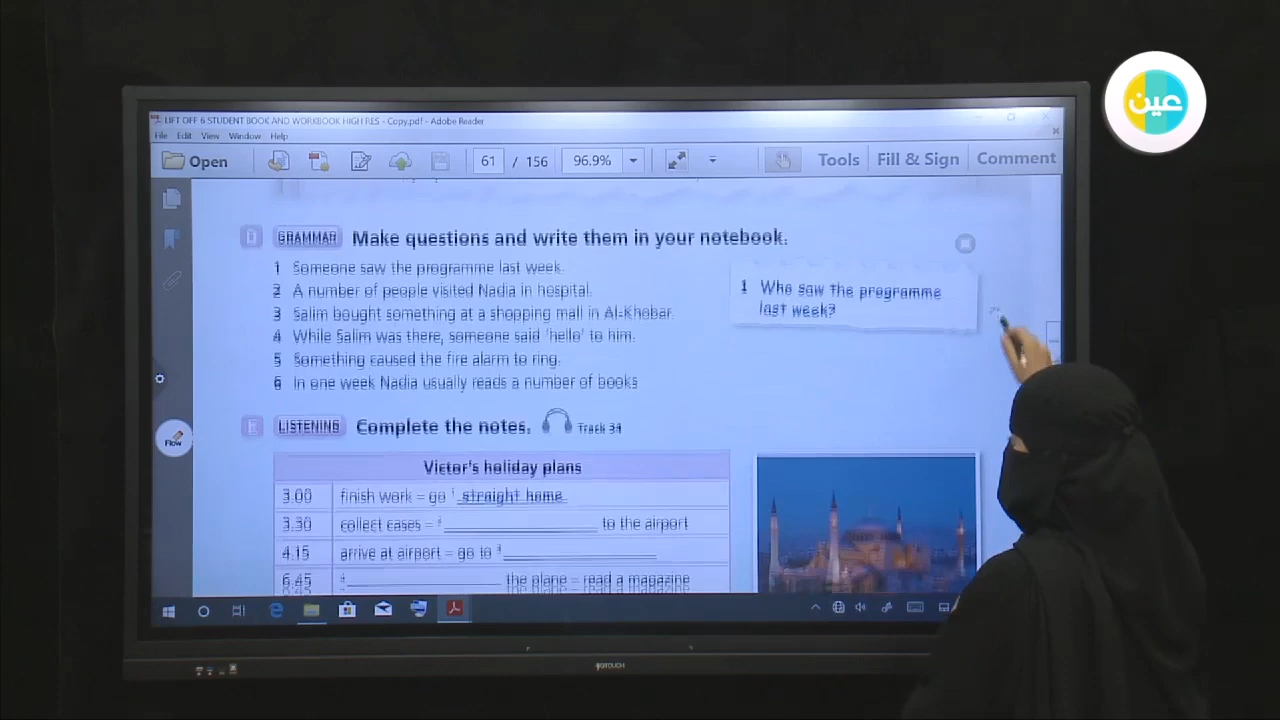 عين
LIFT OFF 6 STUDENT BOOK AND WORKBOOK HIGH RES - Copy.pdf - Adobe Reader
File Edit View Window Help
Open 61 / 156 96.9% Tools Fill & Sign Comment
D GRAMMAR Make questions and write them in your notebook.
1 Someone saw the programme last week.
2 A number of people visited Nadia in hospital.
3 Salim bought something at a shopping mall in Al-Khobar.
4 While Salim was there, someone said 'hello' to him.
5 Something caused the fire alarm to ring.
6 In one week Nadia usually reads a number of books
1 Who saw the programme
last week?
Flow
E LISTENING Complete the notes. Track 34
Victor's holiday plans
3.00 finish work = go 1 straight home
3.30 collect cases = 2 ____________ to the airport
4.15 arrive at airport = go to 3 ____________
6.45 4 ____________ the plane = read a magazine